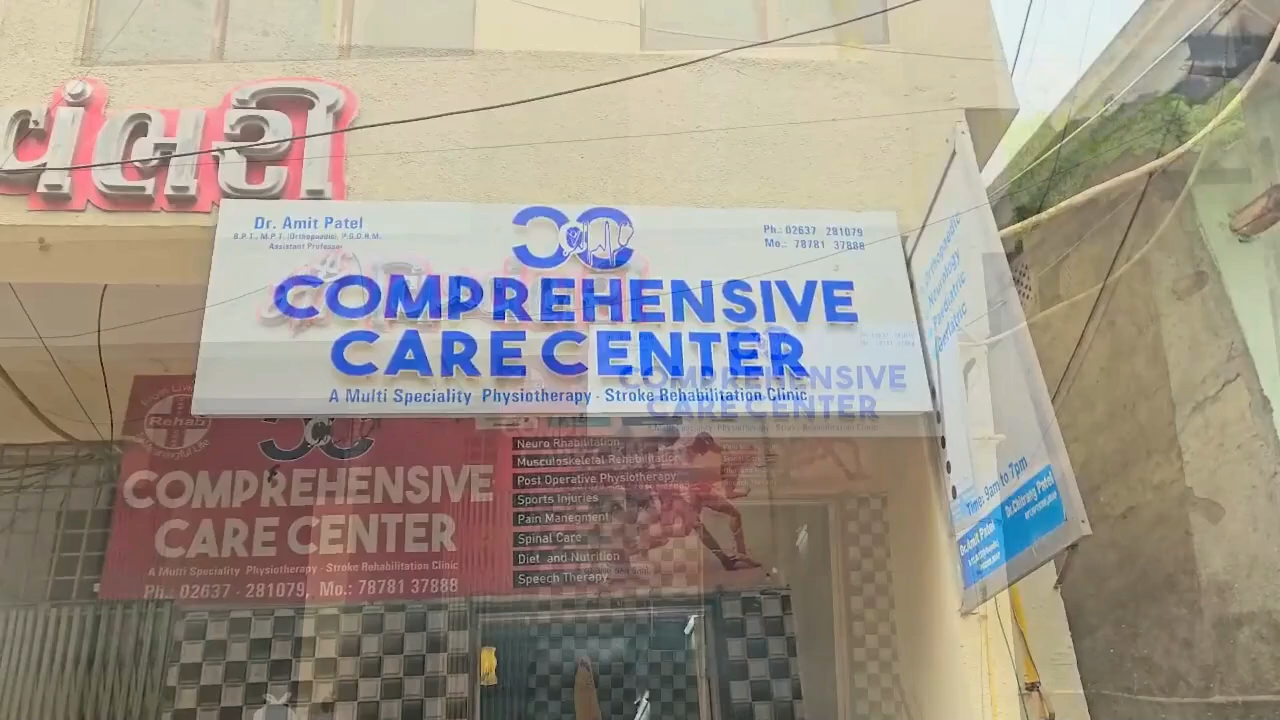 વંલરી
Dr. Amit Patel
B.P.T., M.P.T. (Orthopaedic), P.G.D.R.M.
Assistant Professor
Ph.: 02637 281079
Mo.: 78781 37888
COMPREHENSIVE
CARE CENTER
A Multi Speciality Physiotherapy - Stroke Rehabilitation Clinic
Orthopaedic
Neurology
Paediatric
Geriatric
Time: 9am to 7pm
Dr. Amit Patel
Dr. Chitrang Patel
COMPREHENSIVE
CARE CENTER
Rehab
COMPREHENSIVE
CARE CENTER
A Multi Speciality Physiotherapy - Stroke Rehabilitation Clinic
Ph.: 02637 - 281079, Mo.: 78781 37888
Neuro Rhabilitation
Musculoskeletal Rehabilitation
Post Operative Physiotherapy
Sports Injuries
Pain Manegment
Spinal Care
Diet and Nutrition
Speech Therapy